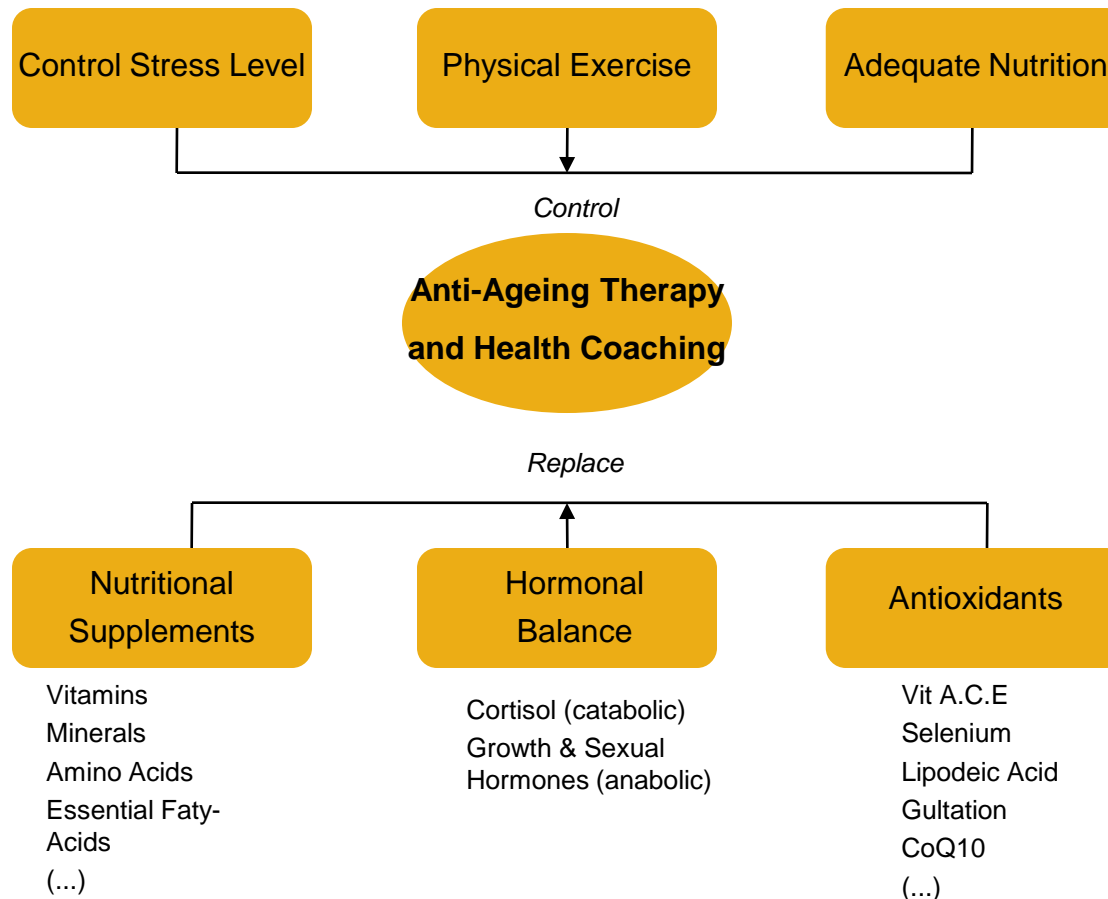 Control Stress Level
Physical Exercise
Adequate Nutrition
Control
Anti-Ageing Therapy
and Health Coaching
Replace
Nutritional
Supplements
Hormonal
Balance
Antioxidants
Vitamins
Minerals
Amino Acids
Essential Faty-
Acids
(...)
Cortisol (catabolic)
Growth & Sexual
Hormones (anabolic)
Vit A.C.E
Selenium
Lipodeic Acid
Gultation
CoQ10
(...)